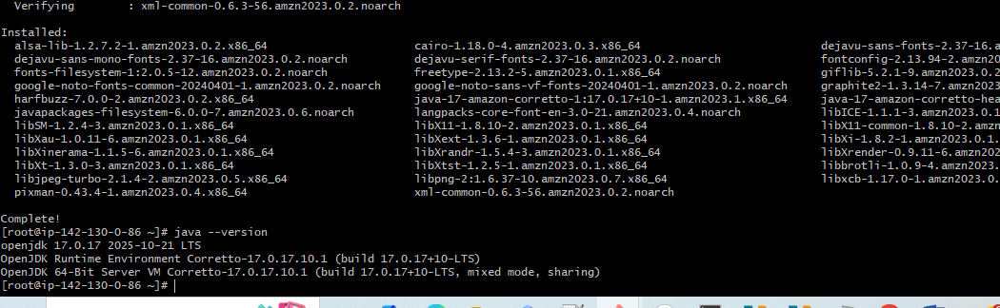 Verifying : xml-common-0.6.3-56.amzn2023.0.2.noarch
Installed:
alsa-lib-1.2.7.2-1.amzn2023.0.2.x86_64 cairo-1.18.0-4.amzn2023.0.3.x86_64 dejavu-sans-fonts-2.37-16.a
dejavu-sans-mono-fonts-2.37-16.amzn2023.0.2.noarch dejavu-serif-fonts-2.37-16.amzn2023.0.2.noarch fontconfig-2.13.94-2.amz
fonts-filesystem-1:2.0.5-12.amzn2023.0.2.noarch freetype-2.13.2-5.amzn2023.0.1.x86_64 giflib-5.2.1-9.amzn2023.0
google-noto-fonts-common-20240401-1.amzn2023.0.2.noarch google-noto-sans-vf-fonts-20240401-1.amzn2023.0.2.noarch graphite2-1.3.14-7.amzn2023
harfbuzz-7.0.0-2.amzn2023.0.2.x86_64 java-17-amazon-corretto-1:17.0.17+10-1.amzn2023.1.x86_64 java-17-amazon-corretto-hea
javapackages-filesystem-6.0.0-7.amzn2023.0.6.noarch langpacks-core-font-en-3.0-21.amzn2023.0.4.noarch libICE-1.1.1-3.amzn2023.0.1
libSM-1.2.4-3.amzn2023.0.1.x86_64 libX11-1.8.10-2.amzn2023.0.1.x86_64 libX11-common-1.8.10-2.amzn
libXau-1.0.11-6.amzn2023.0.1.x86_64 libXext-1.3.6-1.amzn2023.0.1.x86_64 libXi-1.8.2-1.amzn2023.0.1.
libXinerama-1.1.5-6.amzn2023.0.1.x86_64 libXrandr-1.5.4-3.amzn2023.0.1.x86_64 libXrender-0.9.11-6.amzn202
libXt-1.3.0-3.amzn2023.0.1.x86_64 libXtst-1.2.5-1.amzn2023.0.1.x86_64 libbrotli-1.0.9-4.amzn2023.
libjpeg-turbo-2.1.4-2.amzn2023.0.5.x86_64 libpng-2:1.6.37-10.amzn2023.0.7.x86_64 libxcb-1.17.0-1.amzn2023.0.
pixman-0.43.4-1.amzn2023.0.4.x86_64 xml-common-0.6.3-56.amzn2023.0.2.noarch
Complete!
[root@ip-142-130-0-86 ~]# java --version
openjdk 17.0.17 2025-10-21 LTS
OpenJDK Runtime Environment Corretto-17.0.17.10.1 (build 17.0.17+10-LTS)
OpenJDK 64-Bit Server VM Corretto-17.0.17.10.1 (build 17.0.17+10-LTS, mixed mode, sharing)
[root@ip-142-130-0-86 ~]#